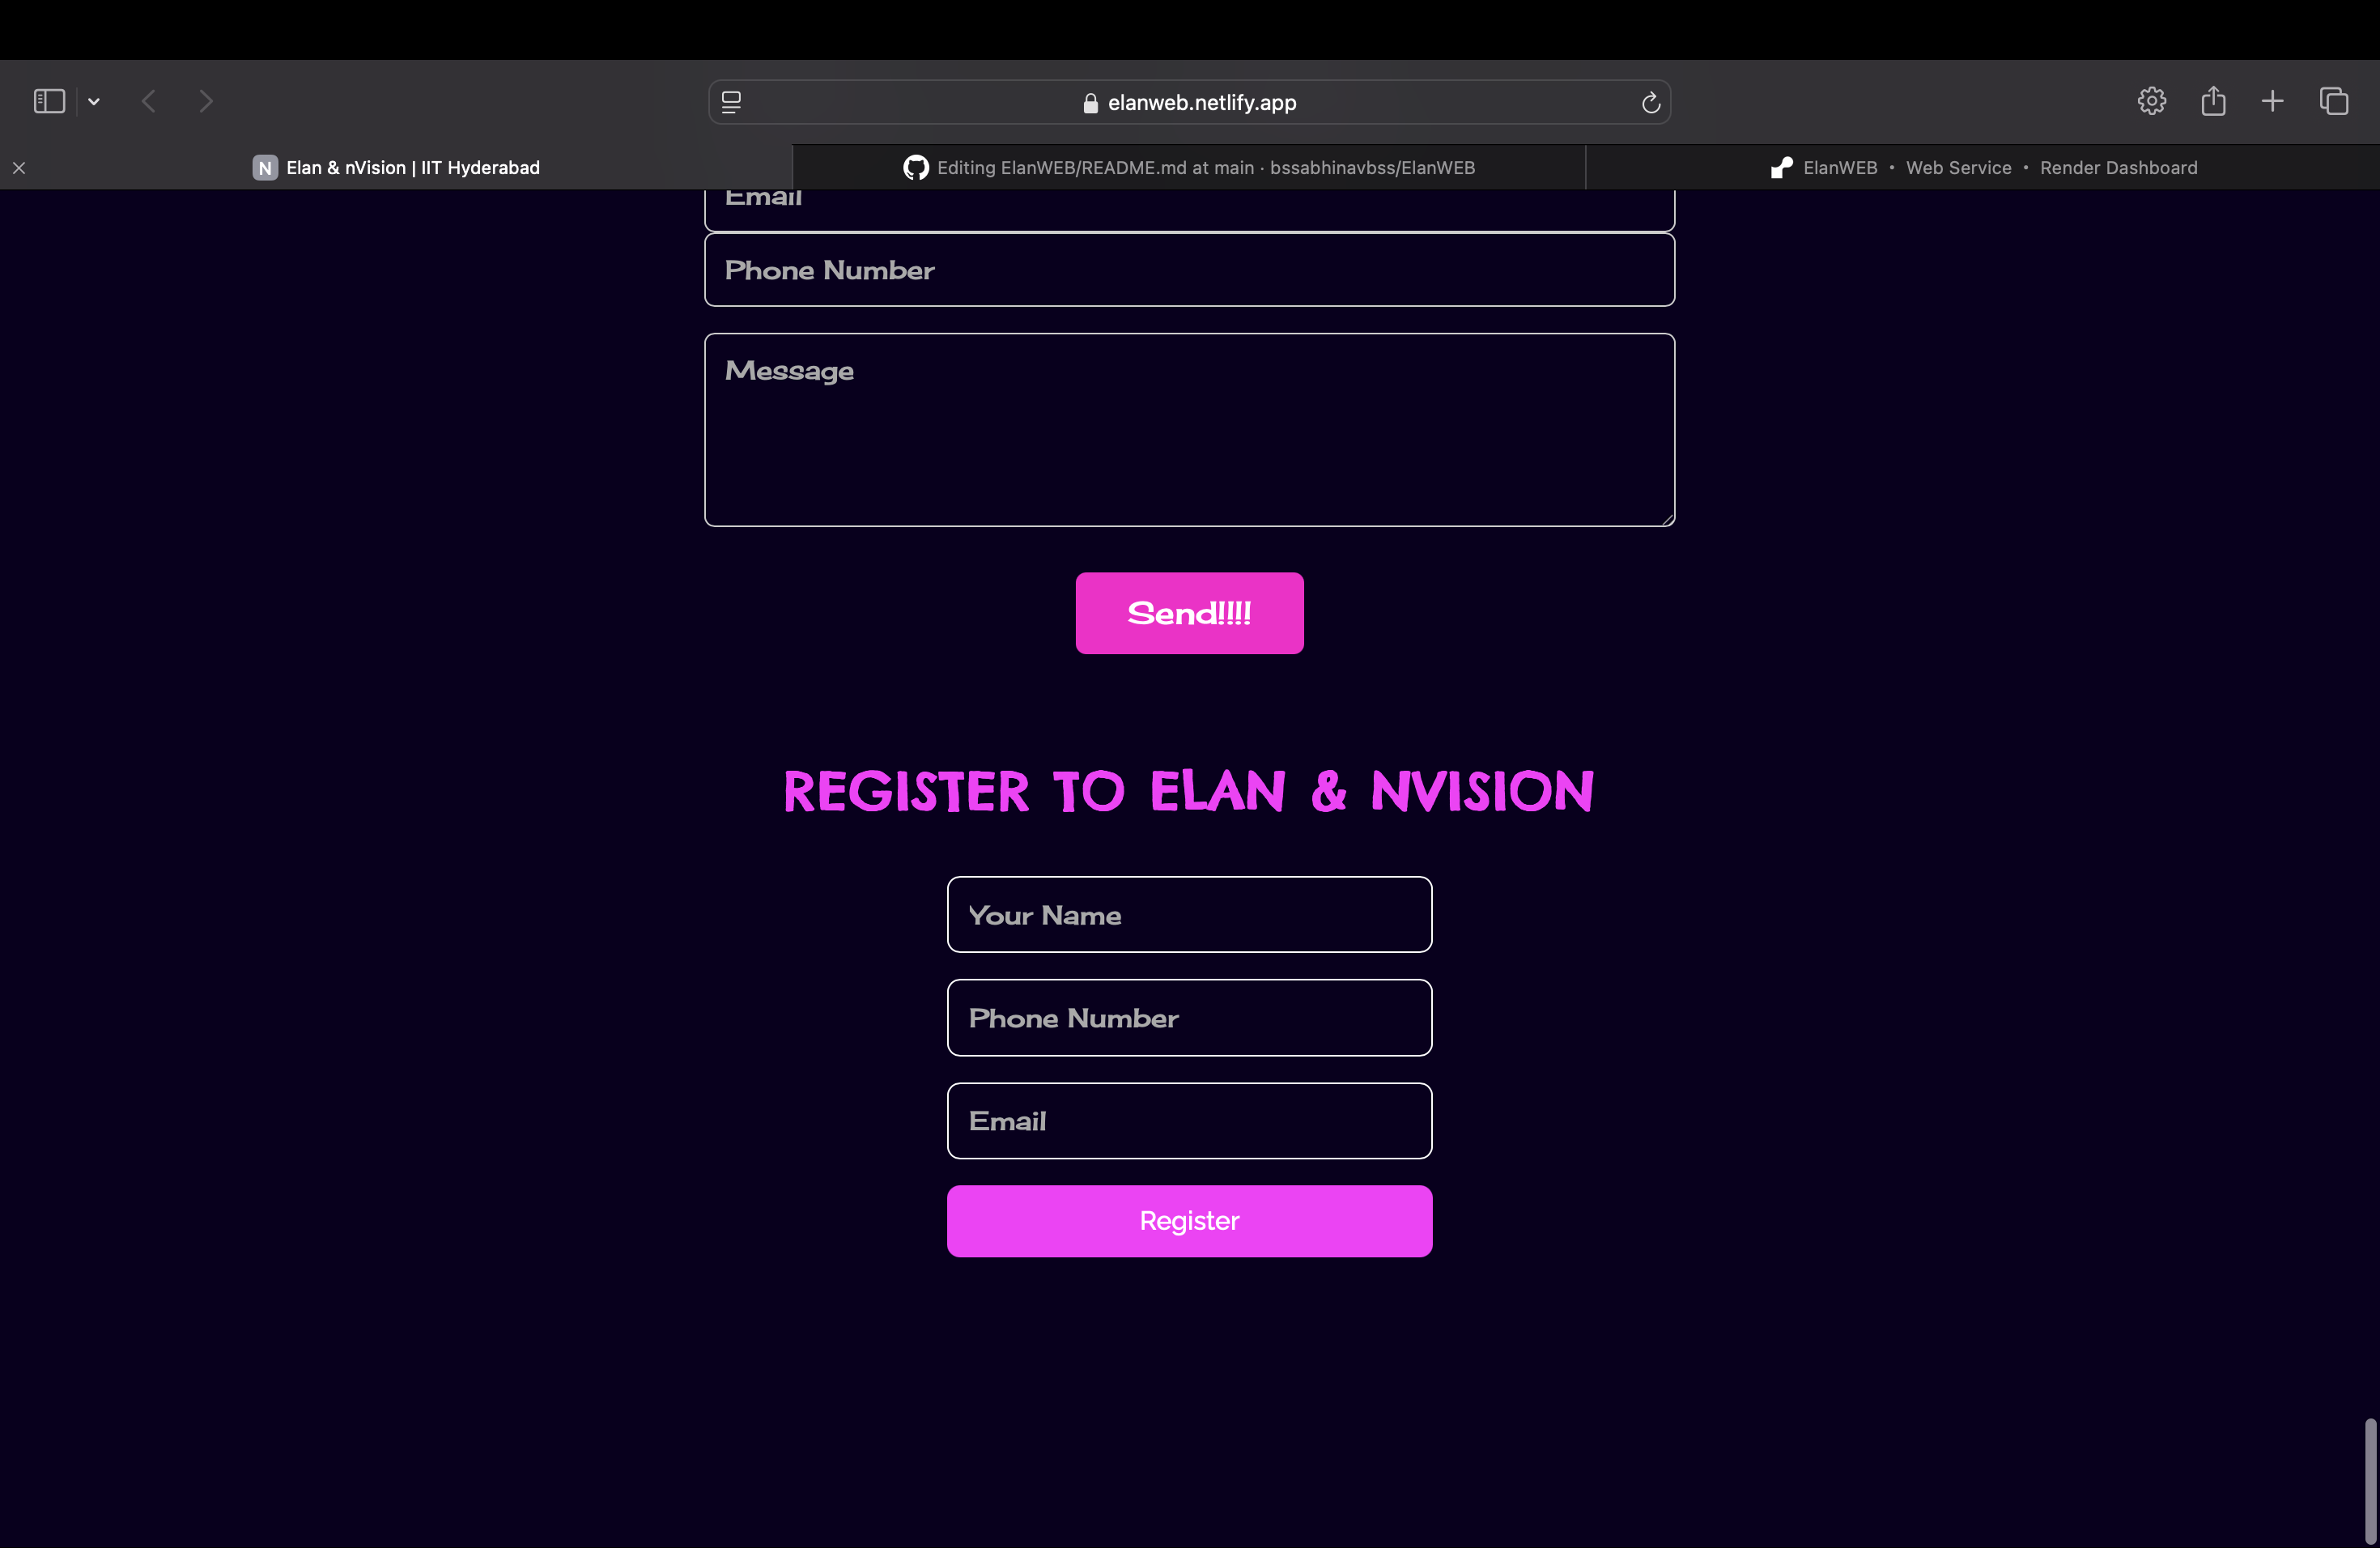 elanweb.netlify.app
N Elan & nVision | IIT Hyderabad
Editing ElanWEB/README.md at main · bssabhinavbss/ElanWEB
ElanWEB • Web Service • Render Dashboard
Email
Phone Number
Message
Send!!!!
REGISTER TO ELAN & NVISION
Your Name
Phone Number
Email
Register